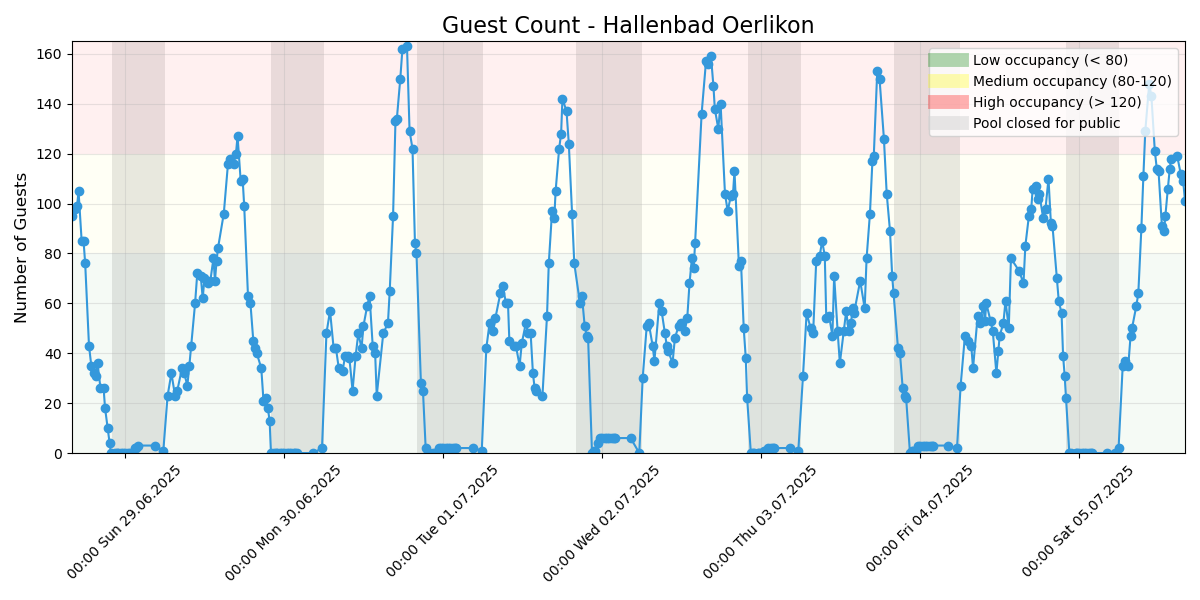 Guest Count - Hallenbad Oerlikon
Number of Guests
160
140
120
100
80
60
40
20
0
Low occupancy (< 80)
Medium occupancy (80-120)
High occupancy (> 120)
Pool closed for public
00:00 Sun 29.06.2025
00:00 Mon 30.06.2025
00:00 Tue 01.07.2025
00:00 Wed 02.07.2025
00:00 Thu 03.07.2025
00:00 Fri 04.07.2025
00:00 Sat 05.07.2025